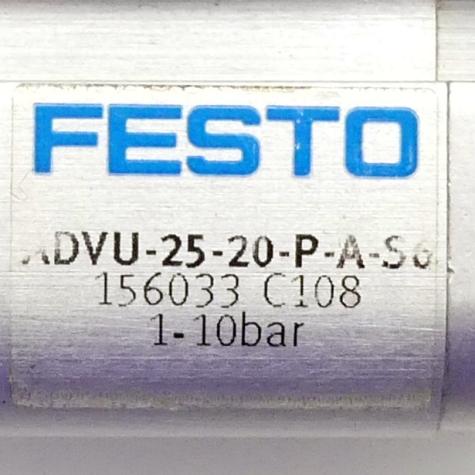 FESTO
ADVU-25-20-P-A-S6
156033 C108
1-10bar